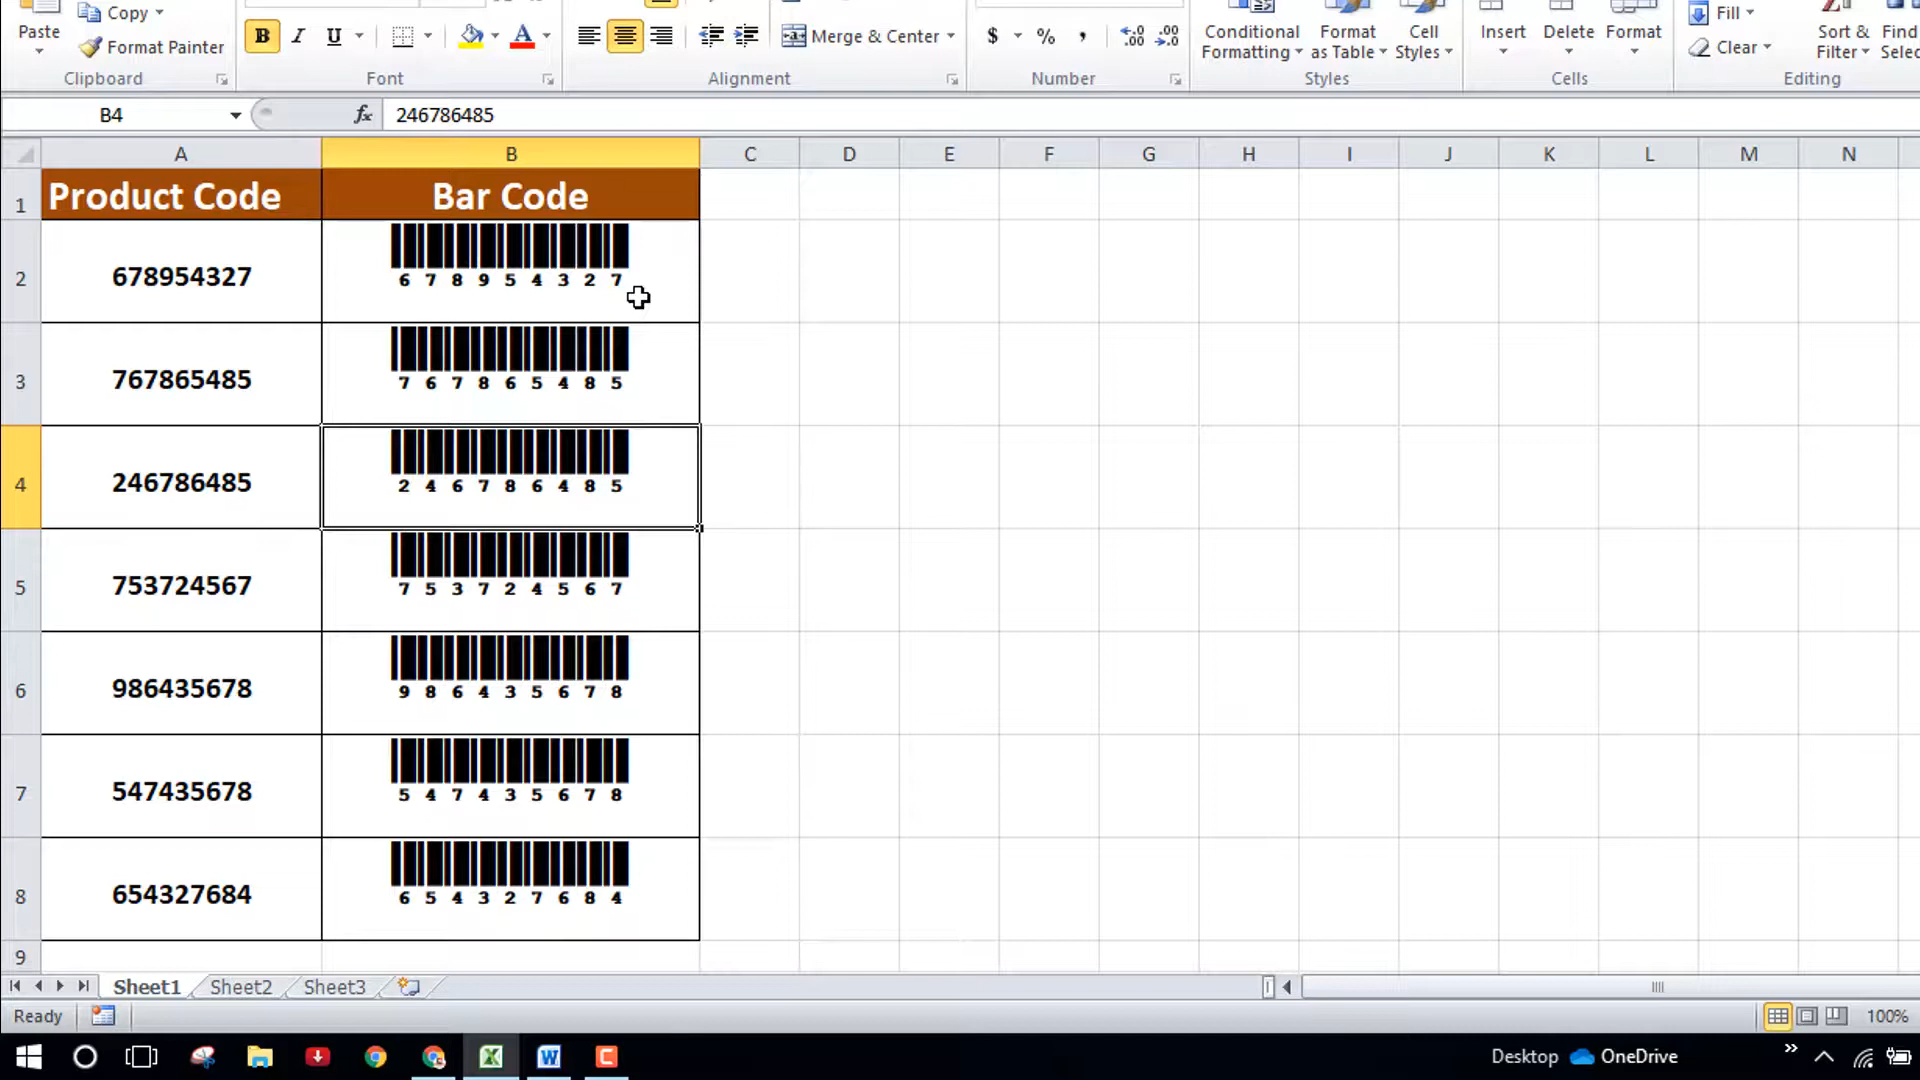 Paste
Copy
Format Painter
Clipboard
B I U A
Font
Merge & Center
Alignment
$ % ,
.00 .00
Number
Conditional Formatting
Format as Table
Cell Styles
Styles
Insert
Delete
Format
Cells
Fill
Clear
Sort & Filter
Editing
B4
fx
246786485
A B C D E F G H I J K L M N
1 Product Code Bar Code
2 678954327 6 7 8 9 5 4 3 2 7
3 767865485 7 6 7 8 6 5 4 8 5
4 246786485 2 4 6 7 8 6 4 8 5
5 753724567 7 5 3 7 2 4 5 6 7
6 986435678 9 8 6 4 3 5 6 7 8
7 547435678 5 4 7 4 3 5 6 7 8
8 654327684 6 5 4 3 2 7 6 8 4
9
Sheet1 Sheet2 Sheet3
Ready
100%
Desktop OneDrive